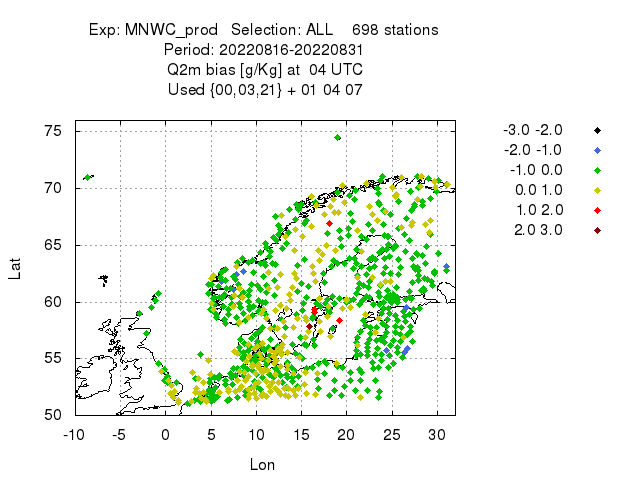 Exp: MNWC_prod   Selection: ALL    698 stations
Period: 20220816-20220831
Q2m bias [g/Kg] at  04 UTC
Used {00,03,21} + 01 04 07
-3.0 -2.0
-2.0 -1.0
-1.0 0.0
0.0 1.0
1.0 2.0
2.0 3.0
Lat
75
70
65
60
55
50
-10 -5 0 5 10 15 20 25 30
Lon